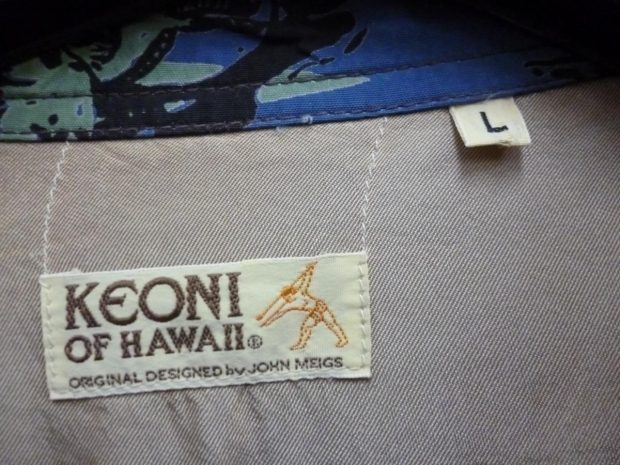 L
KEONI
OF HAWAII®
ORIGINAL DESIGNED by JOHN MEIGS